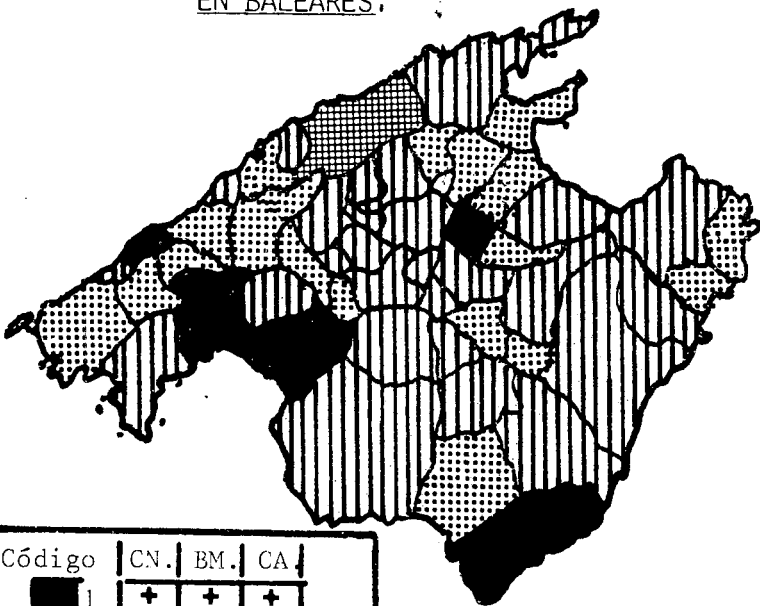 EN BALEARES.
Código CN. BM. CA.
1 + + +